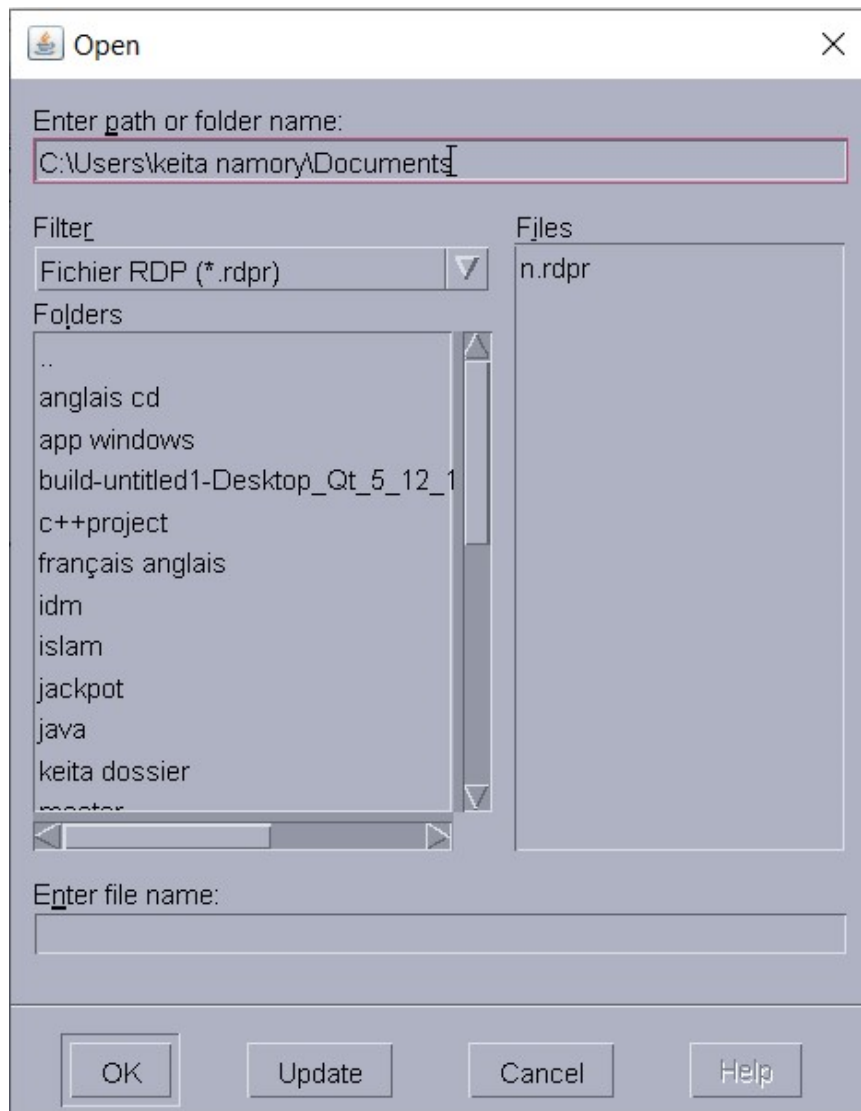 Open
Enter path or folder name:
C:\Users\keita namory\Documents
Filter
Fichier RDP (*.rdpr)
Folders
..
anglais cd
app windows
build-untitled1-Desktop_Qt_5_12_1
c++project
français anglais
idm
islam
jackpot
java
keita dossier
Files
n.rdpr
Enter file name:
OK
Update
Cancel
Help